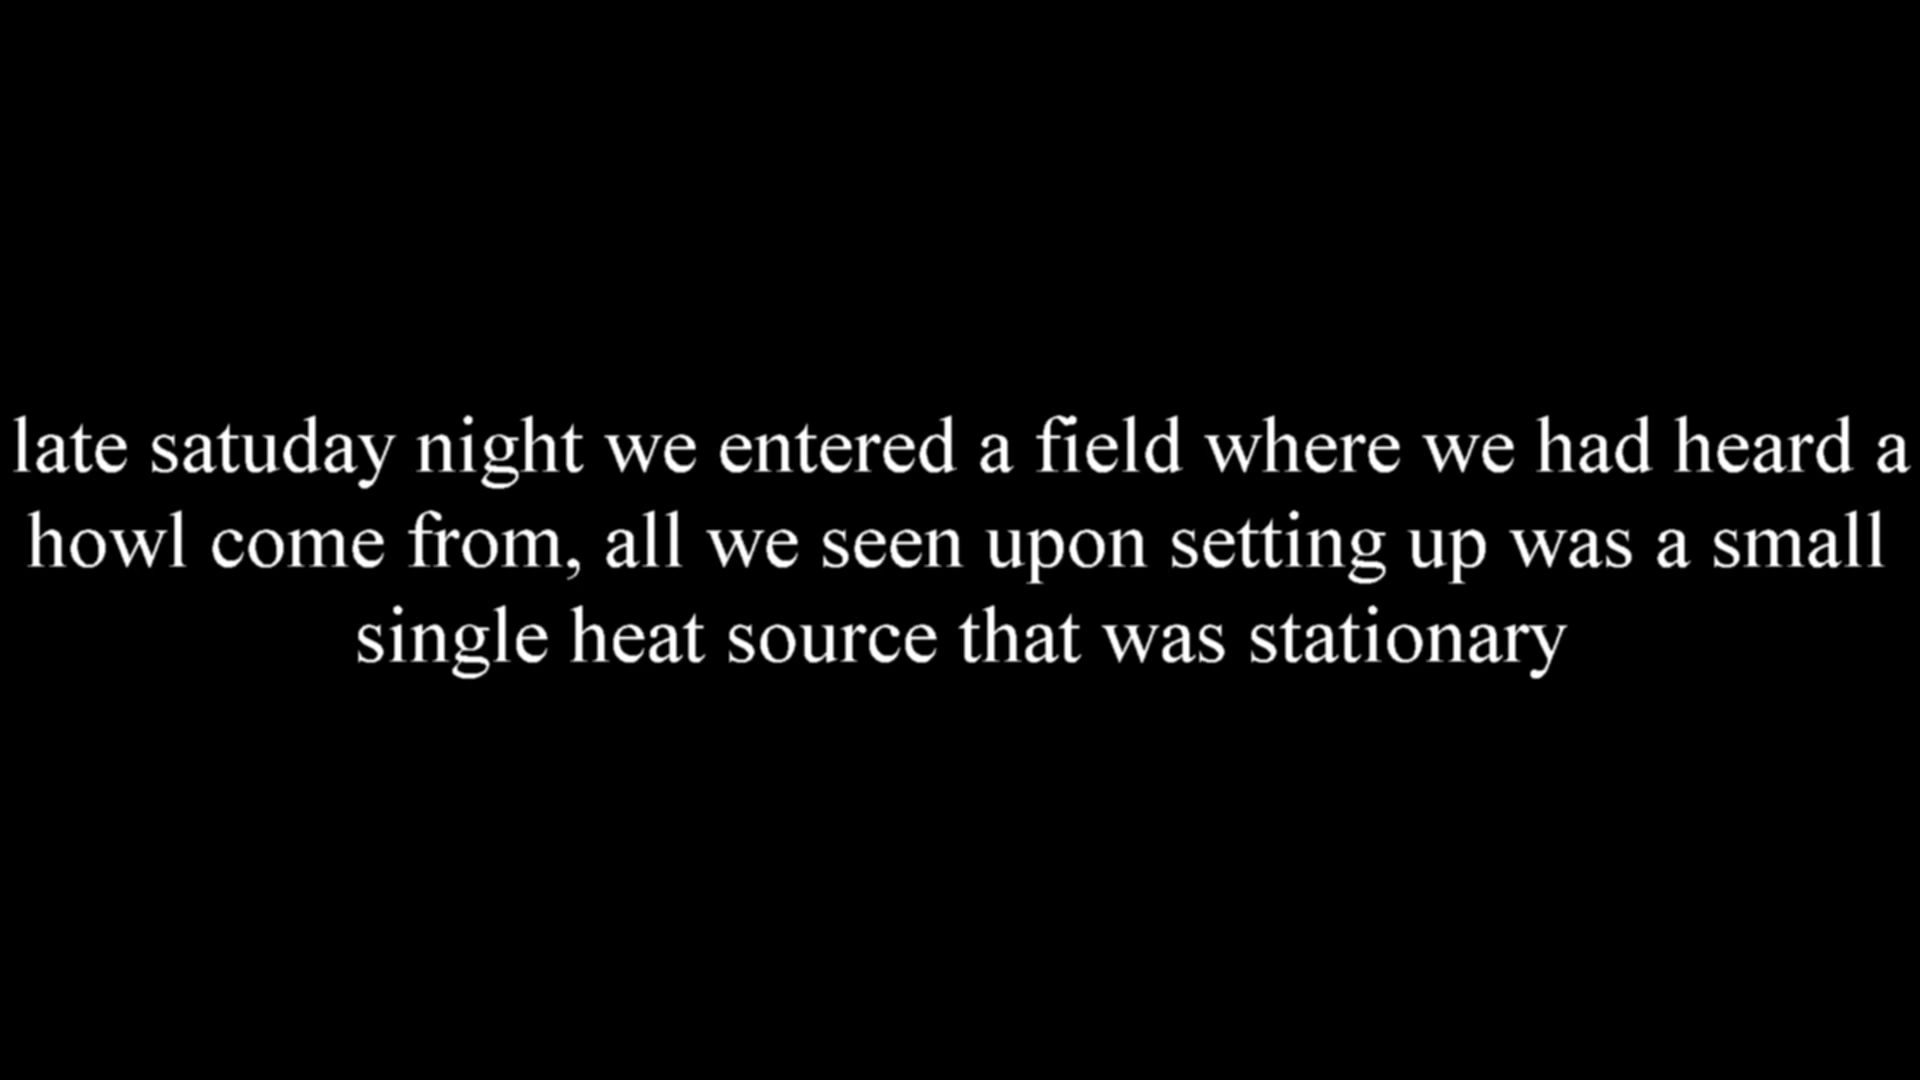 late satuday night we entered a field where we had heard a
howl come from, all we seen upon setting up was a small
single heat source that was stationary